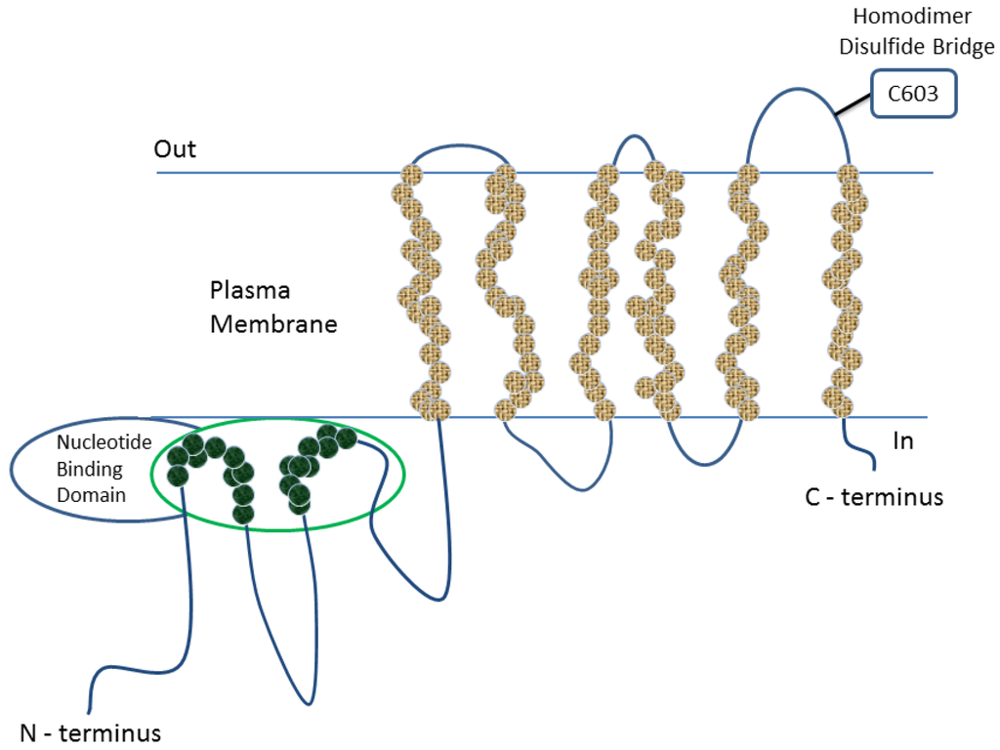 Homodimer
Disulfide Bridge
C603
Out
Plasma
Membrane
Nucleotide
Binding
Domain
In
C - terminus
N - terminus